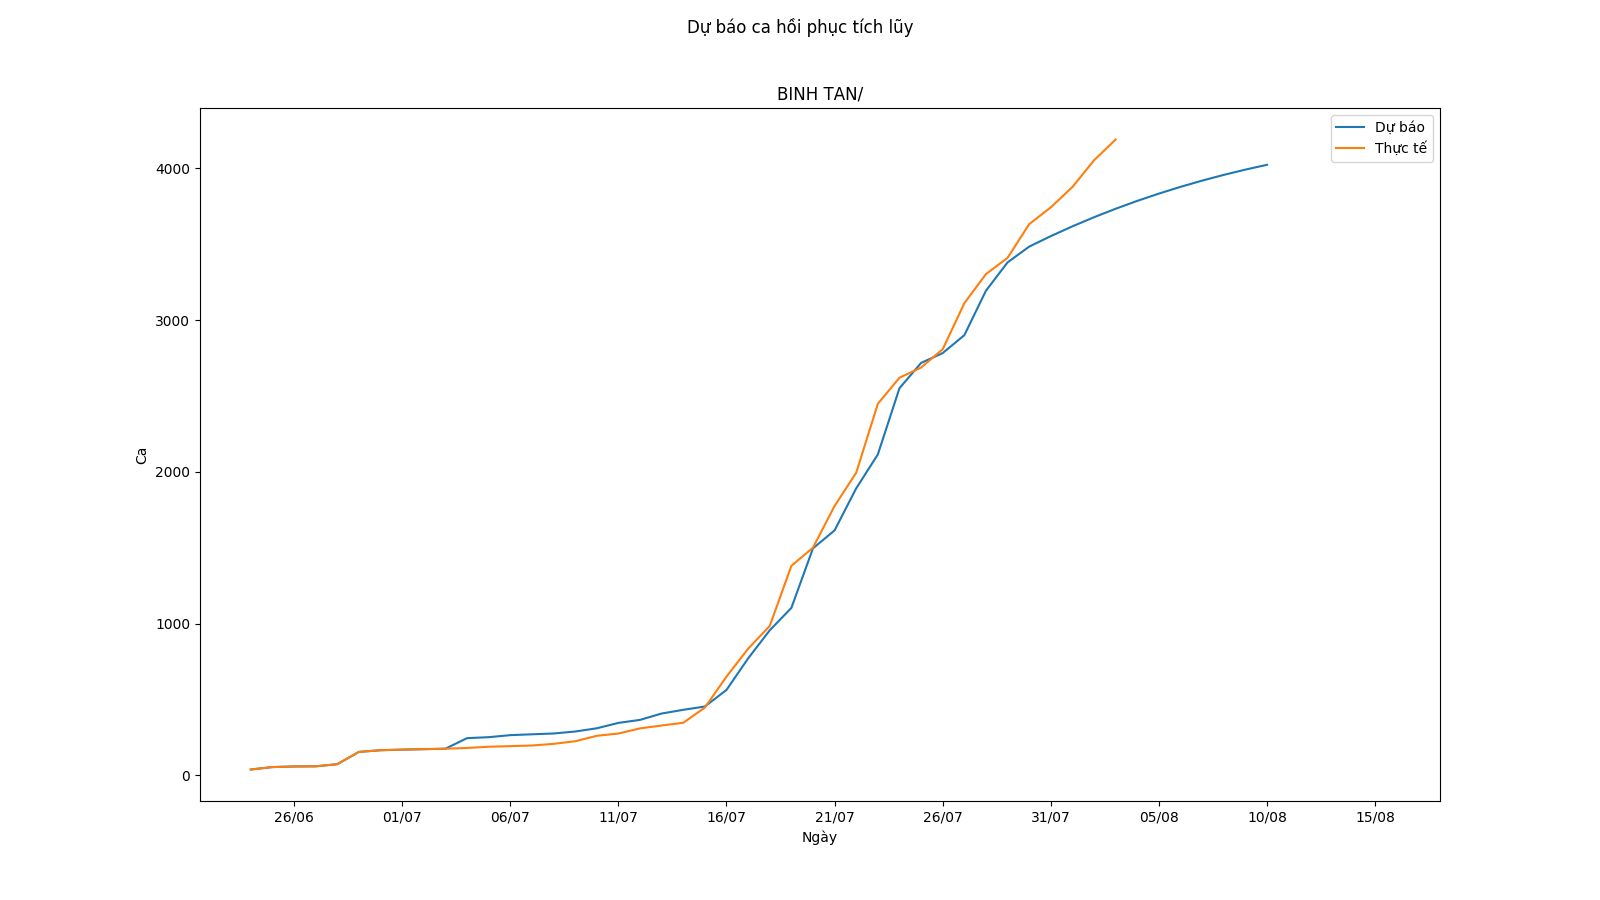 Dự báo ca hồi phục tích lũy
BINH TAN/
Dự báo
Thực tế
4000
3000
2000
1000
0
Ca
26/06 01/07 06/07 11/07 16/07 21/07 26/07 31/07 05/08 10/08 15/08
Ngày